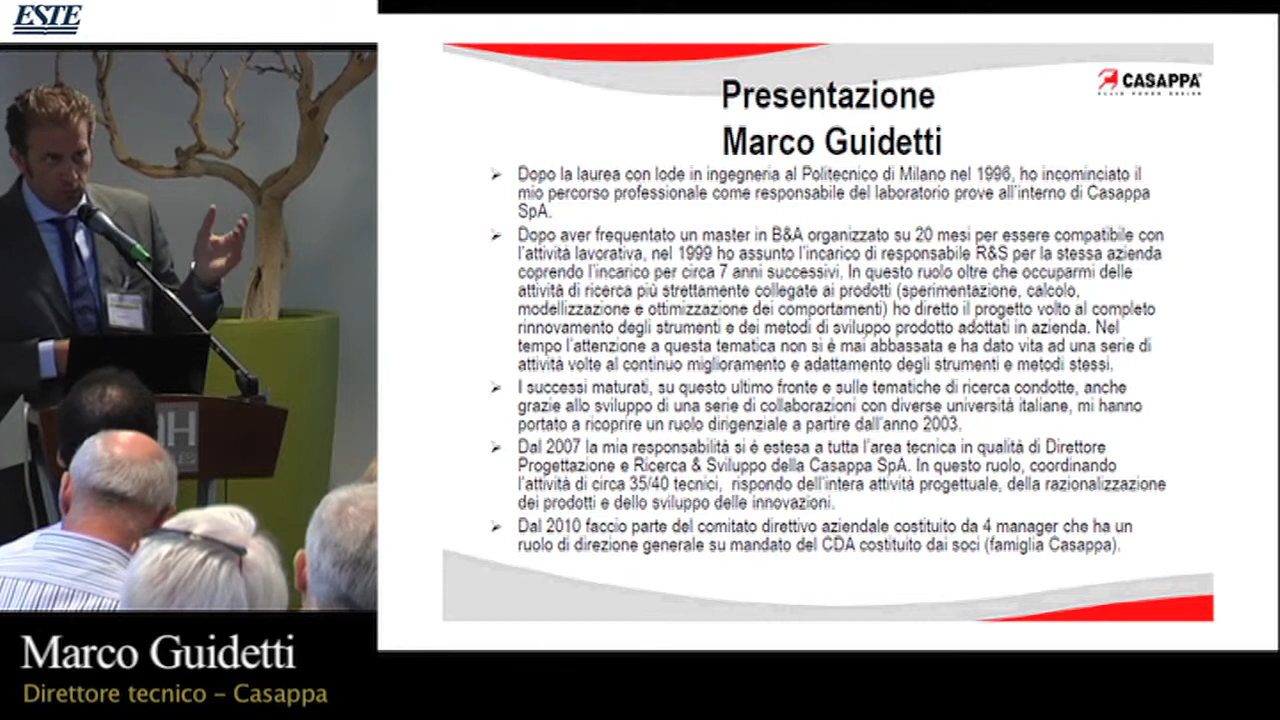 ESTE
CASAPPA
FLUID POWER DESIGN
Presentazione
Marco Guidetti
➢ Dopo la laurea con lode in ingegneria al Politecnico di Milano nel 1996, ho incominciato il
mio percorso professionale come responsabile del laboratorio prove all'interno di Casappa
SpA.
➢ Dopo aver frequentato un master in B&A organizzato su 20 mesi per essere compatibile con
l'attività lavorativa, nel 1999 ho assunto l'incarico di responsabile R&S per la stessa azienda
coprendo l'incarico per circa 7 anni successivi. In questo ruolo oltre che occuparmi delle
attività di ricerca più strettamente collegate ai prodotti (sperimentazione, calcolo,
modellizzazione e ottimizzazione dei comportamenti) ho diretto il progetto volto al completo
rinnovamento degli strumenti e dei metodi di sviluppo prodotto adottati in azienda. Nel
tempo l'attenzione a questa tematica non si è mai abbassata e ha dato vita ad una serie di
attività volte al continuo miglioramento e adattamento degli strumenti e metodi stessi.
➢ I successi maturati, su questo ultimo fronte e sulle tematiche di ricerca condotte, anche
grazie allo sviluppo di una serie di collaborazioni con diverse università italiane, mi hanno
portato a ricoprire un ruolo dirigenziale a partire dall'anno 2003.
➢ Dal 2007 la mia responsabilità si è estesa a tutta l'area tecnica in qualità di Direttore
Progettazione e Ricerca & Sviluppo della Casappa SpA. In questo ruolo, coordinando
l'attività di circa 35/40 tecnici, rispondo dell'intera attività progettuale, della razionalizzazione
dei prodotti e dello sviluppo delle innovazioni.
➢ Dal 2010 faccio parte del comitato direttivo aziendale costituito da 4 manager che ha un
ruolo di direzione generale su mandato del CDA costituito dai soci (famiglia Casappa).
Marco Guidetti
Direttore tecnico – Casappa